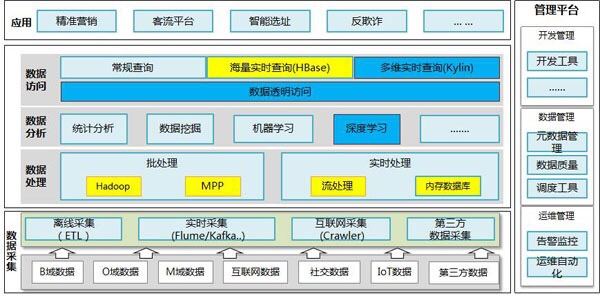 应用
精准营销
客流平台
智能选址
反欺诈
... ...
数据
访问
常规查询
海量实时查询(HBase)
多维实时查询(Kylin)
数据透明访问
数据
分析
统计分析
数据挖掘
机器学习
深度学习
........
数据
处理
批处理
Hadoop
MPP
实时处理
流处理
内存数据库
数据采集
离线采集
( ETL )
实时采集
(Flume/Kafka..)
互联网采集
(Crawler)
第三方
数据采集
B域数据
O域数据
M域数据
互联网数据
社交数据
IoT数据
第三方数据
管理平台
开发管理
开发工具
......
数据管理
元数据管
理
数据质量
调度工具
运维管理
告警监控
运维自动
化